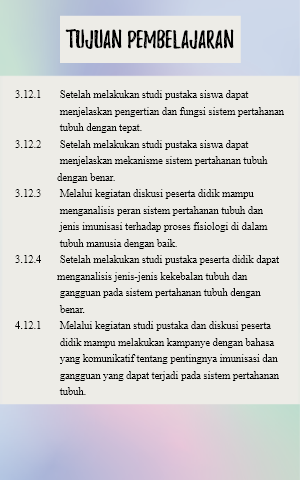 TUJUAN PEMBELAJARAN
3.12.1 Setelah melakukan studi pustaka siswa dapat
menjelaskan pengertian dan fungsi sistem pertahanan
tubuh dengan tepat.
3.12.2 Setelah melakukan studi pustaka siswa dapat
menjelaskan mekanisme sistem pertahanan tubuh
dengan benar.
3.12.3 Melalui kegiatan diskusi peserta didik mampu
menganalisis peran sistem pertahanan tubuh dan
jenis imunisasi terhadap proses fisiologi di dalam
tubuh manusia dengan baik.
3.12.4 Setelah melakukan studi pustaka peserta didik dapat
menganalisis jenis-jenis kekebalan tubuh dan
gangguan pada sistem pertahanan tubuh dengan
benar.
4.12.1 Melalui kegiatan studi pustaka dan diskusi peserta
didik mampu melakukan kampanye dengan bahasa
yang komunikatif tentang pentingnya imunisasi dan
gangguan yang dapat terjadi pada sistem pertahanan
tubuh.